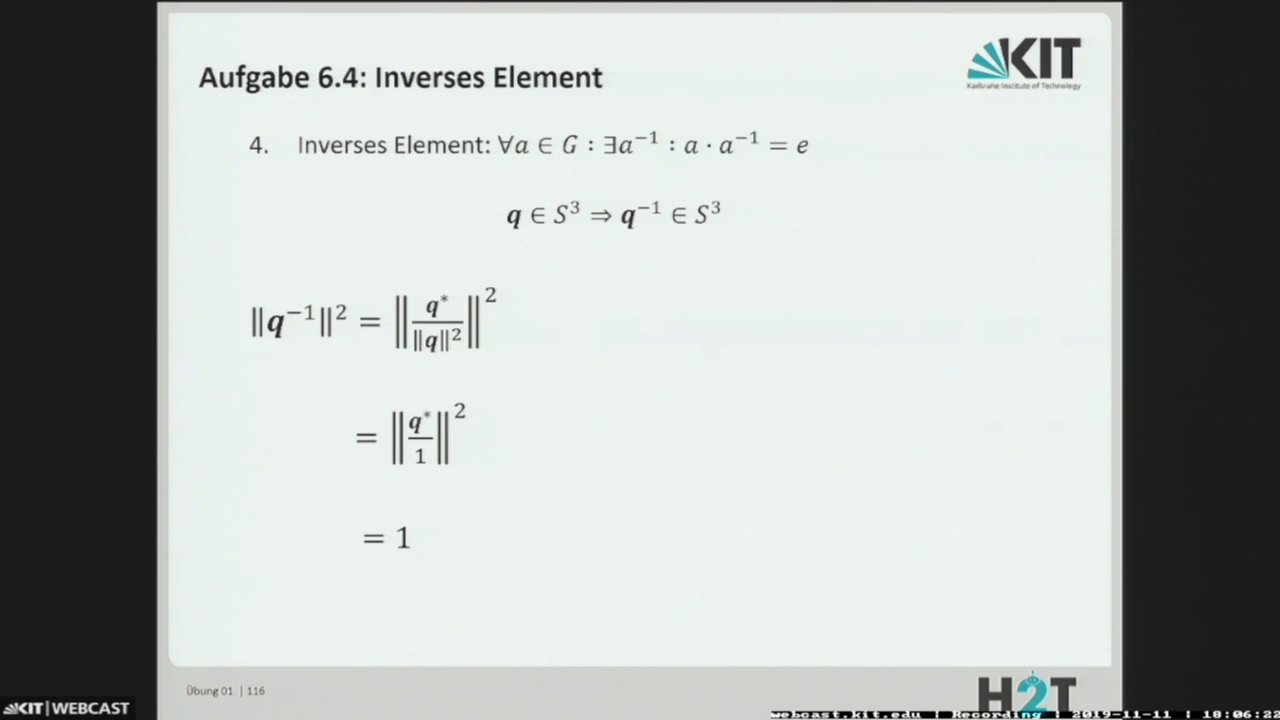 Aufgabe 6.4: Inverses Element
KIT
Karlsruhe Institute of Technology
4. Inverses Element: ∀a ∈ G : ∃a⁻¹ : a · a⁻¹ = e
q ∈ S³ ⇒ q⁻¹ ∈ S³
‖q⁻¹‖² = ‖q* / ‖q‖²‖²
= ‖q* / 1‖²
= 1
Übung 01 | 116
H2T
KIT | WEBCAST
webcast.kit.edu | Recording : 2019-11-11 | 18:06:22